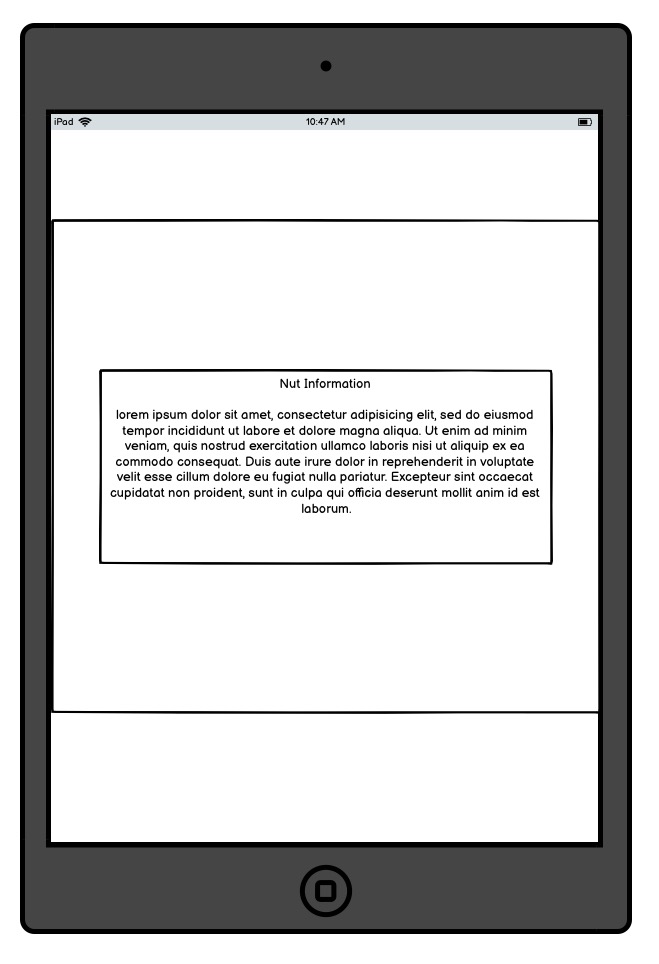 iPad 10:47 AM
Nut Information
lorem ipsum dolor sit amet, consectetur adipisicing elit, sed do eiusmod
tempor incididunt ut labore et dolore magna aliqua. Ut enim ad minim
veniam, quis nostrud exercitation ullamco laboris nisi ut aliquip ex ea
commodo consequat. Duis aute irure dolor in reprehenderit in voluptate
velit esse cillum dolore eu fugiat nulla pariatur. Excepteur sint occaecat
cupidatat non proident, sunt in culpa qui officia deserunt mollit anim id est
laborum.